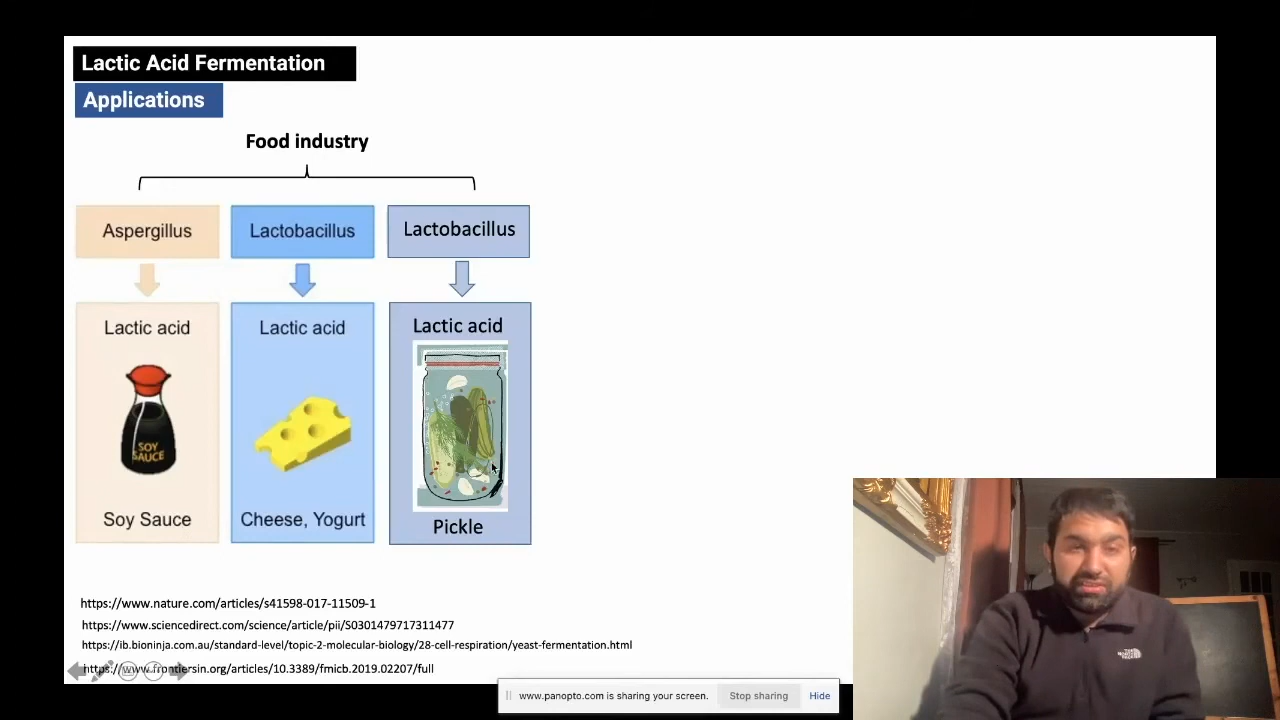 Lactic Acid Fermentation
Applications
Food industry
Aspergillus
Lactobacillus
Lactobacillus
Lactic acid
Lactic acid
Lactic acid
SOY
SAUCE
Soy Sauce
Cheese, Yogurt
Pickle
https://www.nature.com/articles/s41598-017-11509-1
https://www.sciencedirect.com/science/article/pii/S0301479717311477
https://ib.bioninja.com.au/standard-level/topic-2-molecular-biology/28-cell-respiration/yeast-fermentation.html
https://www.frontiersin.org/articles/10.3389/fmicb.2019.02207/full
THE
NORTH
FACE
www.panopto.com is sharing your screen.
Stop sharing
Hide